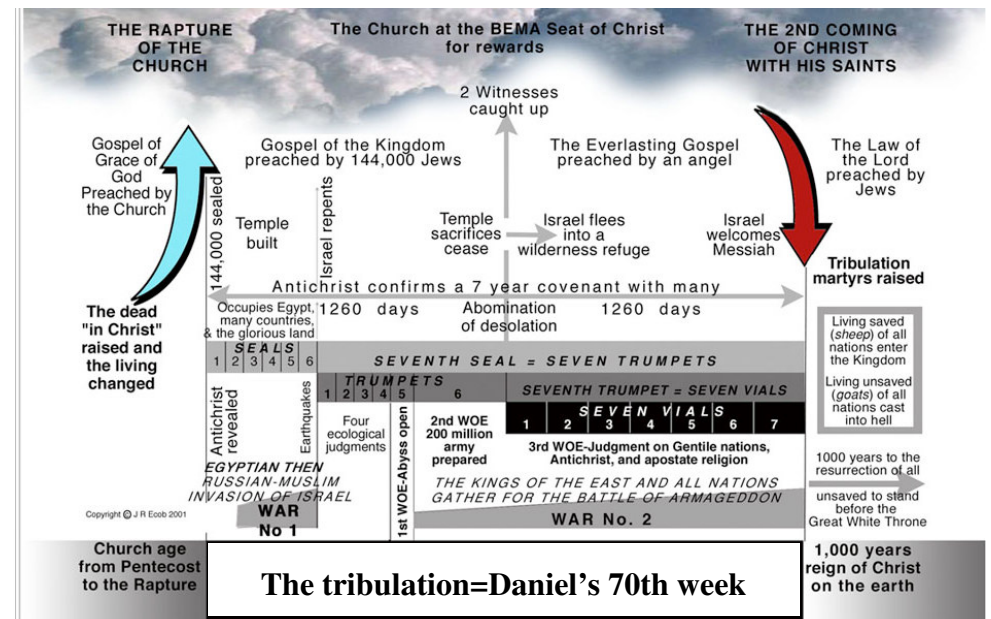 THE RAPTURE
OF THE
CHURCH
The Church at the BEMA Seat of Christ
for rewards
THE 2ND COMING
OF CHRIST
WITH HIS SAINTS
2 Witnesses
caught up
Gospel of
Grace of
God
Preached by
the Church
Gospel of the Kingdom
preached by 144,000 Jews
The Everlasting Gospel
preached by an angel
The Law of
the Lord
preached by
Jews
144,000 sealed
Temple
built
Israel repents
Temple
sacrifices
cease
Israel flees
into a
wilderness refuge
Israel
welcomes
Messiah
Tribulation
martyrs raised
Antichrist confirms a 7 year covenant with many
The dead
"in Christ"
raised and
the living
changed
Occupies Egypt,
many countries,
& the glorious land
1260 days
Abomination
of desolation
1260 days
Living saved
(sheep) of all
nations enter
the Kingdom
Living unsaved
(goats) of all
nations cast
into hell
SEALS
1 2 3 4 5 6
SEVENTH SEAL = SEVEN TRUMPETS
TRUMPETS
1 2 3 4 5 6
SEVENTH TRUMPET = SEVEN VIALS
SEVEN VIALS
1 2 3 4 5 6 7
Antichrist
revealed
Earthquakes
Four
ecological
judgments
1st WOE-Abyss open
2nd WOE
200 million
army
prepared
3rd WOE-Judgment on Gentile nations,
Antichrist, and apostate religion
EGYPTIAN THEN
RUSSIAN-MUSLIM
INVASION OF ISRAEL
THE KINGS OF THE EAST AND ALL NATIONS
GATHER FOR THE BATTLE OF ARMAGEDDON
1000 years to the
resurrection of all
unsaved to stand
before the
Great White Throne
WAR
No 1
WAR No. 2
Copyright © J R Ecob 2001
Church age
from Pentecost
to the Rapture
The tribulation=Daniel's 70th week
1,000 years
reign of Christ
on the earth